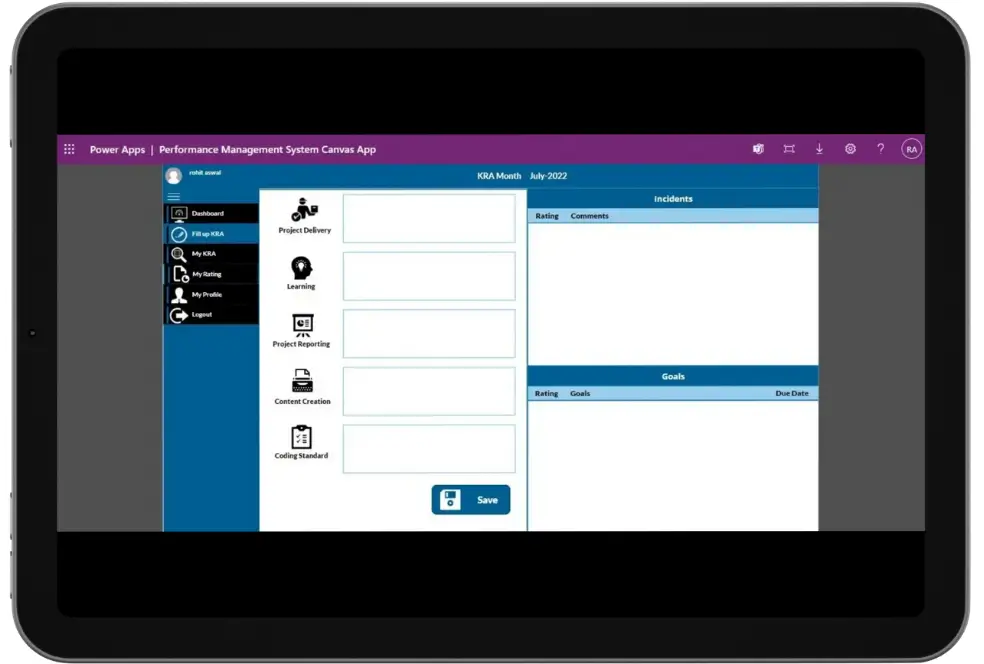 Power Apps | Performance Management System Canvas App
RA
rohit aswal
KRA Month July-2022
Dashboard
Fill up KRA
My KRA
My Rating
My Profile
Logout
Project Delivery
Learning
Project Reporting
Content Creation
Coding Standard
Save
Incidents
Rating Comments
Goals
Rating Goals Due Date